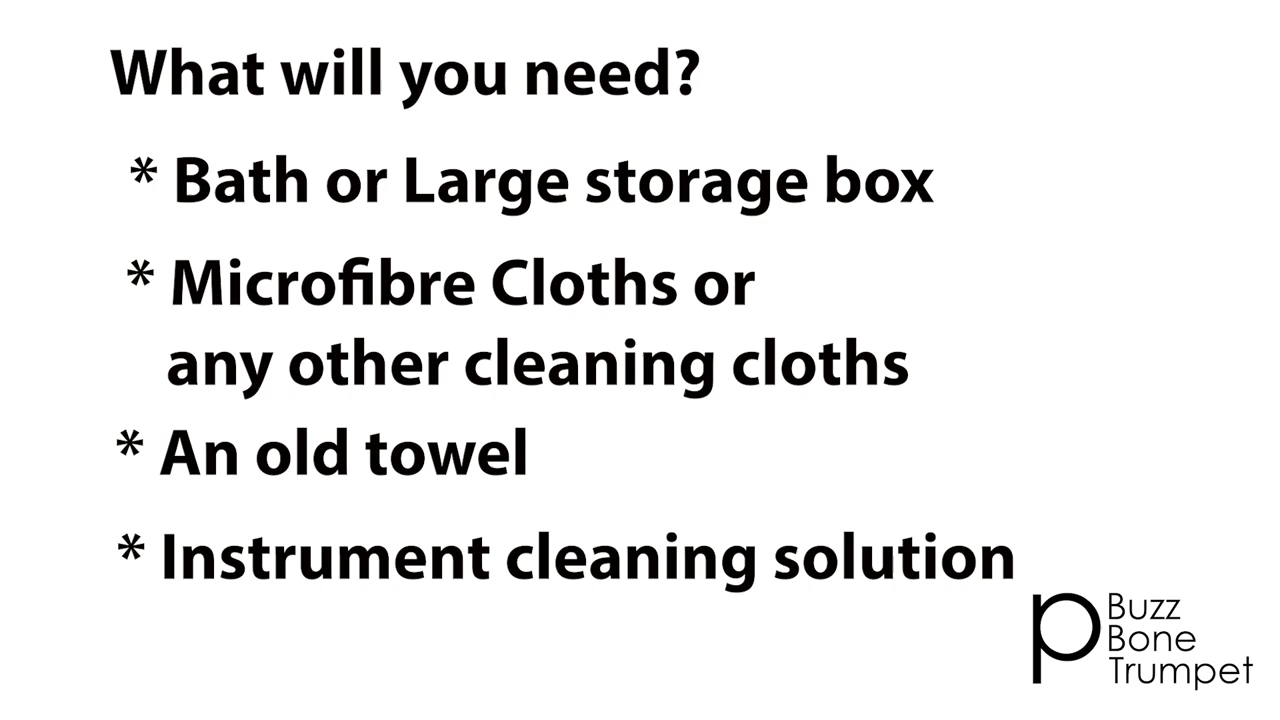 What will you need?
* Bath or Large storage box
* Microfibre Cloths or
any other cleaning cloths
* An old towel
* Instrument cleaning solution
p Buzz
Bone
Trumpet